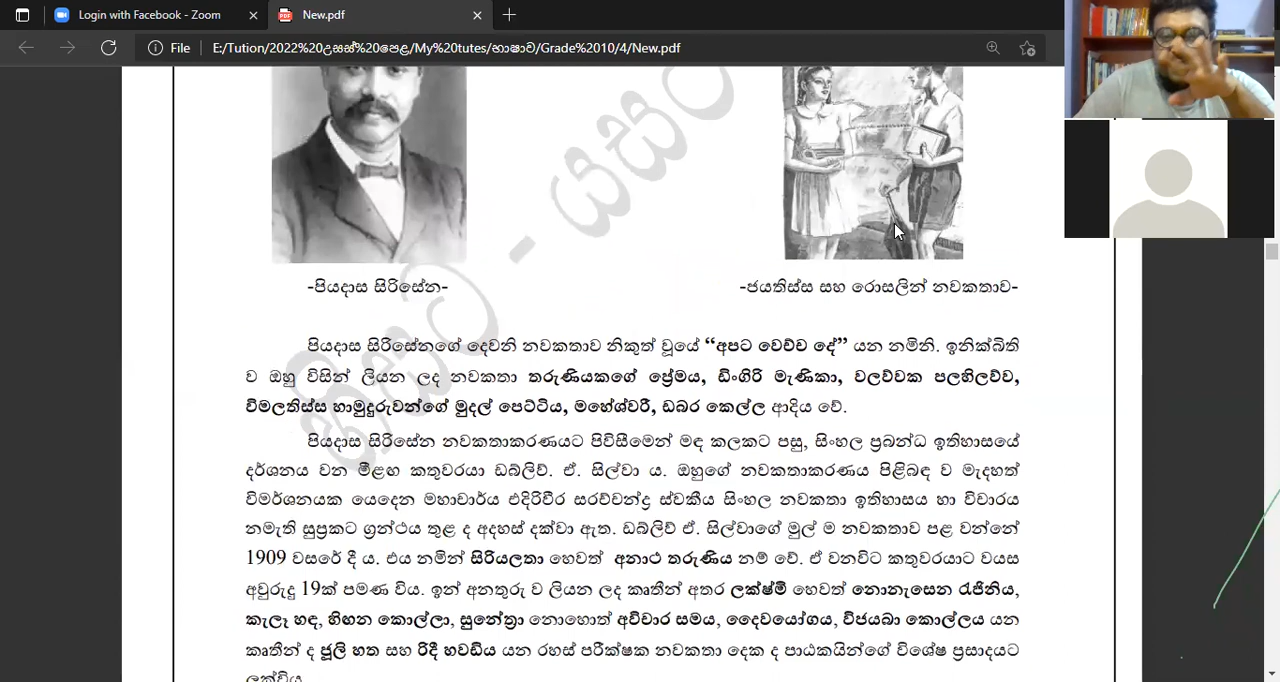 Login with Facebook - Zoom
New.pdf
File
E:/Tution/2022%20උසස්%20පෙළ/My%20tutes/භාෂාව/Grade%2010/4/New.pdf
හිසර - යසර
-පියදාස සිරිසේන-
-ජයතිස්ස සහ රොසලින් නවකතාව-
පියදාස සිරිසේනගේ දෙවනි නවකතාව නිකුත් වූයේ “අපට වෙච්ච දේ” යන නමිනි. ඉනික්බිති
ව ඔහු විසින් ලියන ලද නවකතා තරුණියකගේ ප්‍රේමය, ඩිංගිරි මැණිකා, වලව්වක පලහිලව්ව,
විමලතිස්ස හාමුදුරුවන්ගේ මුදල් පෙට්ටිය, මහේශ්වරී, ඩබර කෙල්ල ආදිය වේ.
පියදාස සිරිසේන නවකතාකරණයට පිවිසීමෙන් මඳ කලකට පසු, සිංහල ප්‍රබන්ධ ඉතිහාසයේ
දර්ශනය වන මීළඟ කතුවරයා ඩබ්ලිව්. ඒ. සිල්වා ය. ඔහුගේ නවකතාකරණය පිළිබඳ ව මැදහත්
විමර්ශනයක යෙදෙන මහාචාර්ය එදිරිවීර සරච්චන්ද්‍ර ස්වකීය සිංහල නවකතා ඉතිහාසය හා විචාරය
නමැති සුප්‍රකට ග්‍රන්ථය තුළ ද අදහස් දක්වා ඇත. ඩබ්ලිව් ඒ. සිල්වාගේ මුල් ම නවකතාව පළ වන්නේ
1909 වසරේ දී ය. එය නමින් සිරියලතා හෙවත් අනාථ තරුණිය නම් වේ. ඒ වනවිට කතුවරයාට වයස
අවුරුදු 19ක් පමණ විය. ඉන් අනතුරු ව ලියන ලද කෘතීන් අතර ලක්ෂ්මී හෙවත් නොනැසෙන රැජිනිය,
කැලෑ හඳ, හිඟන කොල්ලා, සුනේත්‍රා නොහොත් අවිචාර සමය, දෛවයෝගය, විජයබා කොල්ලය යන
කෘතීන් ද ජූලි හත සහ රිදී හවඩිය යන රහස් පරීක්ෂක නවකතා දෙක ද පාඨකයින්ගේ විශේෂ ප්‍රසාදයට
ලක්විය.